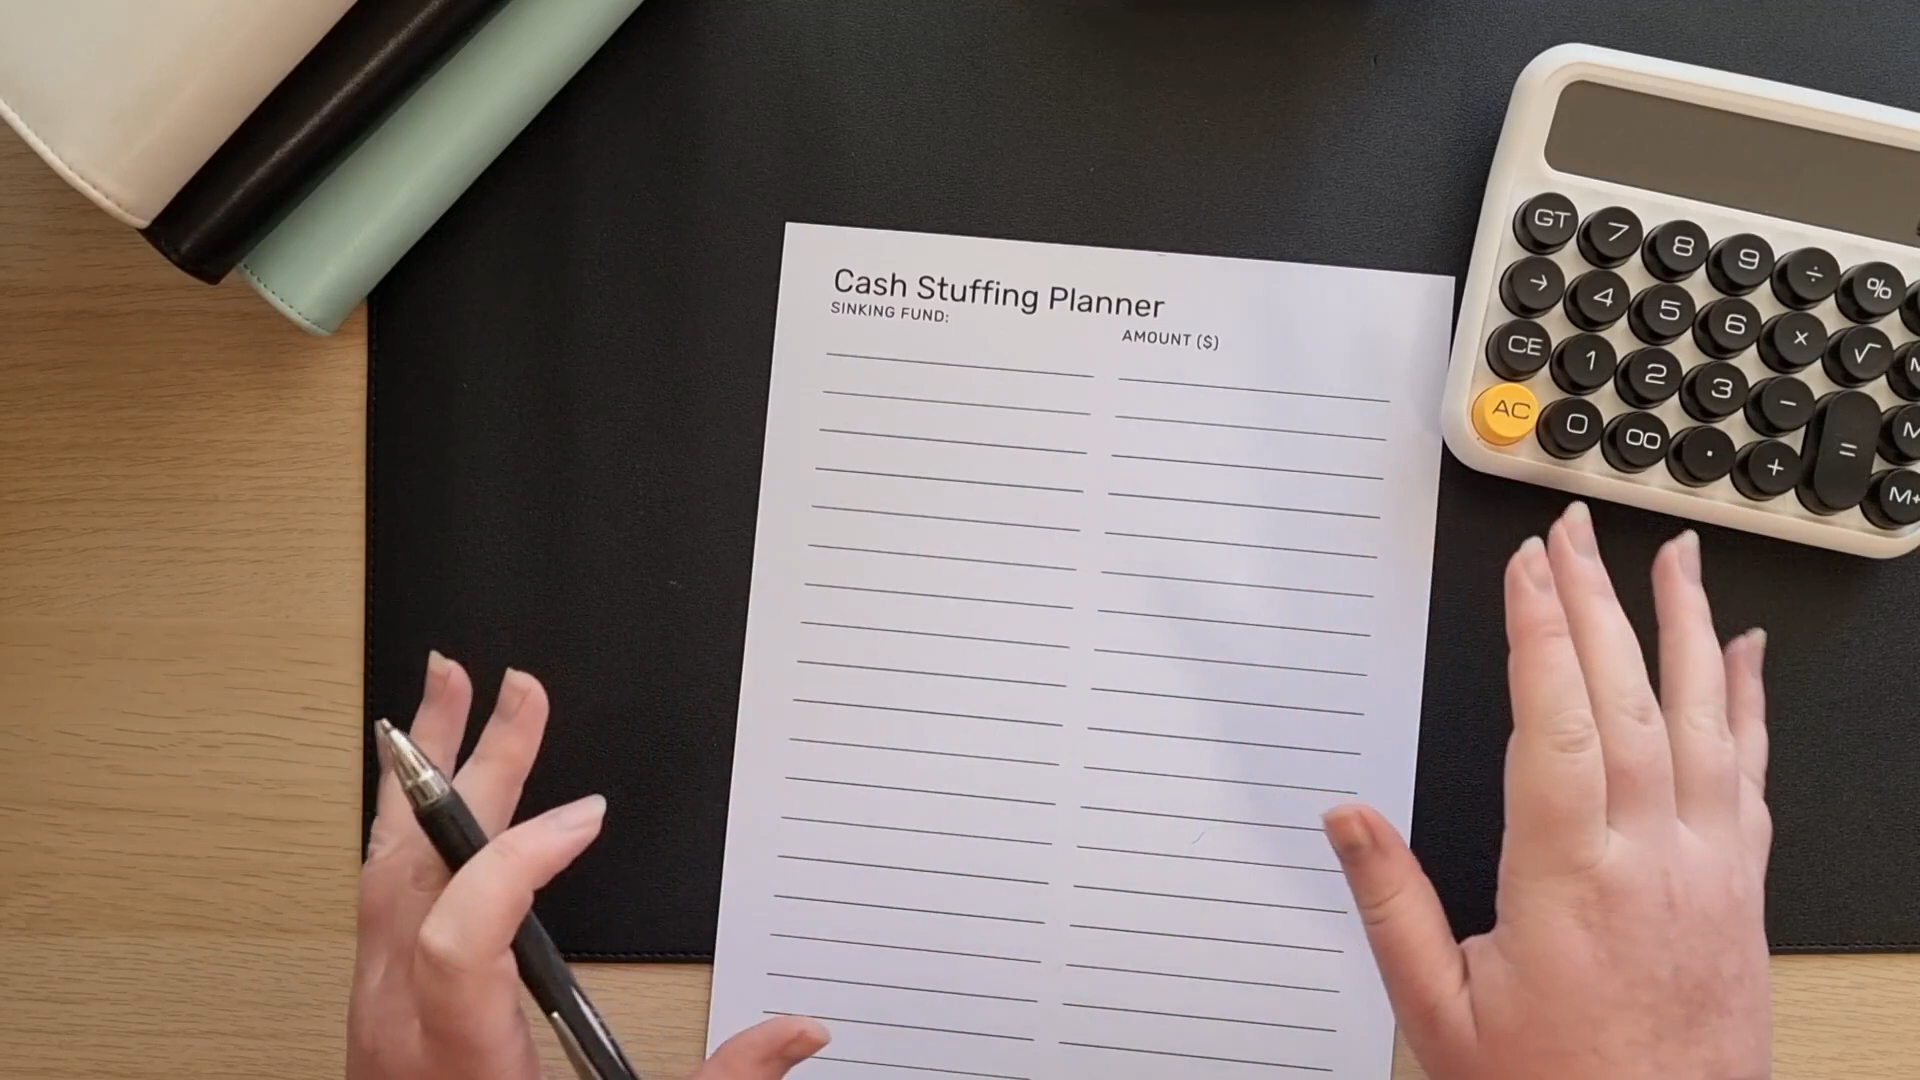 Cash Stuffing Planner
SINKING FUND:
AMOUNT ($)
GT 7 8 9 ÷ %
→ 4 5 6 × √
CE 1 2 3 −
AC 0 00 . + =
M+